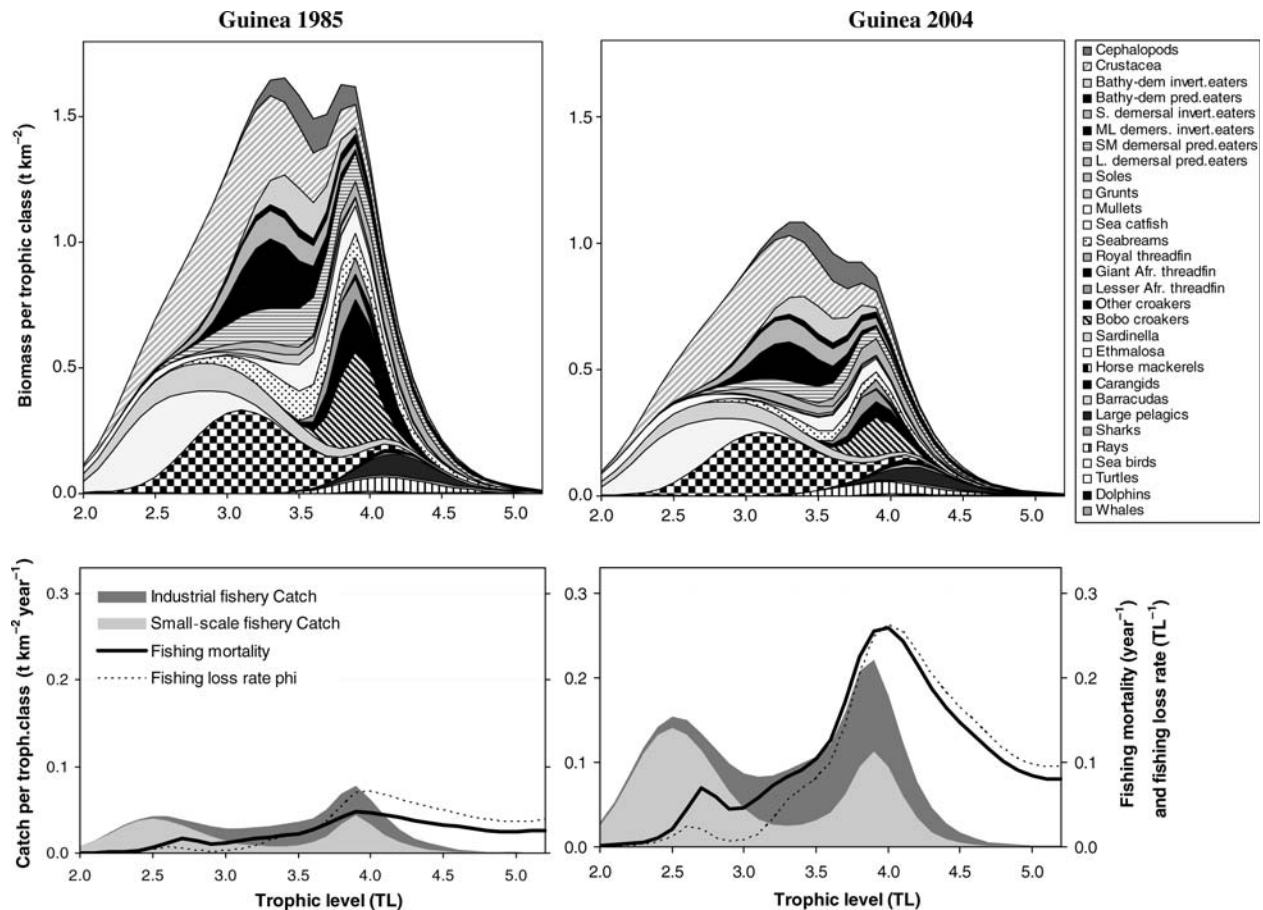 Guinea 1985
Guinea 2004
Biomass per trophic class (t km−2)
1.5
1.0
0.5
0.0
2.0 2.5 3.0 3.5 4.0 4.5 5.0
1.5
1.0
0.5
0.0
2.0 2.5 3.0 3.5 4.0 4.5 5.0
Cephalopods
Crustacea
Bathy-dem invert.eaters
Bathy-dem pred.eaters
S. demersal invert.eaters
ML demers. invert.eaters
SM demersal pred.eaters
L. demersal pred.eaters
Soles
Grunts
Mullets
Sea catfish
Seabreams
Royal threadfin
Giant Afr. threadfin
Lesser Afr. threadfin
Other croakers
Bobo croakers
Sardinella
Ethmalosa
Horse mackerels
Carangids
Barracudas
Large pelagics
Sharks
Rays
Sea birds
Turtles
Dolphins
Whales
Catch per troph.class (t km−2 year−1)
0.3
0.2
0.1
0.0
Industrial fishery Catch
Small-scale fishery Catch
Fishing mortality
Fishing loss rate phi
2.0 2.5 3.0 3.5 4.0 4.5 5.0
Trophic level (TL)
0.3
0.2
0.1
0.0
2.0 2.5 3.0 3.5 4.0 4.5 5.0
Trophic level (TL)
0.3
0.2
0.1
0.0
Fishing mortality (year−1)
and fishing loss rate (TL−1)